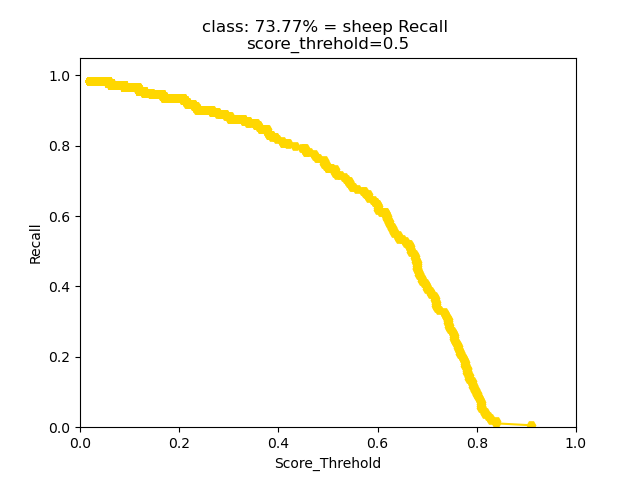 class: 73.77% = sheep Recall
score_threhold=0.5
1.0
0.8
0.6
0.4
0.2
0.0
Recall
0.0 0.2 0.4 0.6 0.8 1.0
Score_Threhold